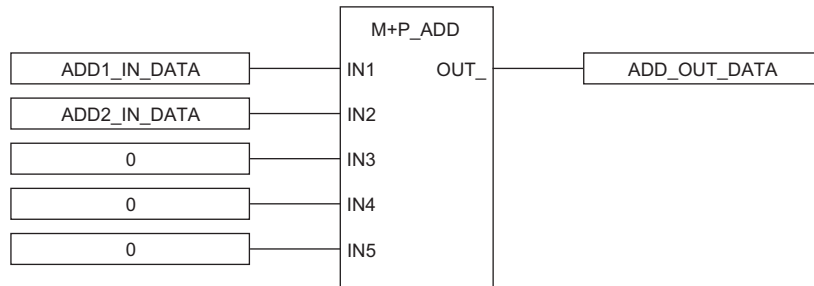 M+P_ADD
ADD1_IN_DATA IN1 OUT_ ADD_OUT_DATA
ADD2_IN_DATA IN2
0 IN3
0 IN4
0 IN5